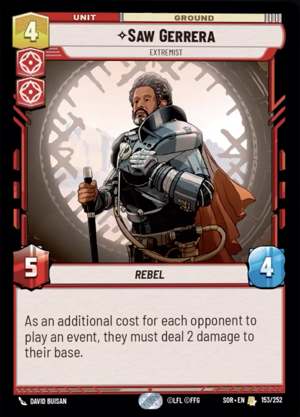 UNIT GROUND
4
✧SAW GERRERA
EXTREMIST
5
REBEL
4
As an additional cost for each opponent to
play an event, they must deal 2 damage to
their base.
DAVID BUISAN ©LFL ©FFG SOR • EN 153/252